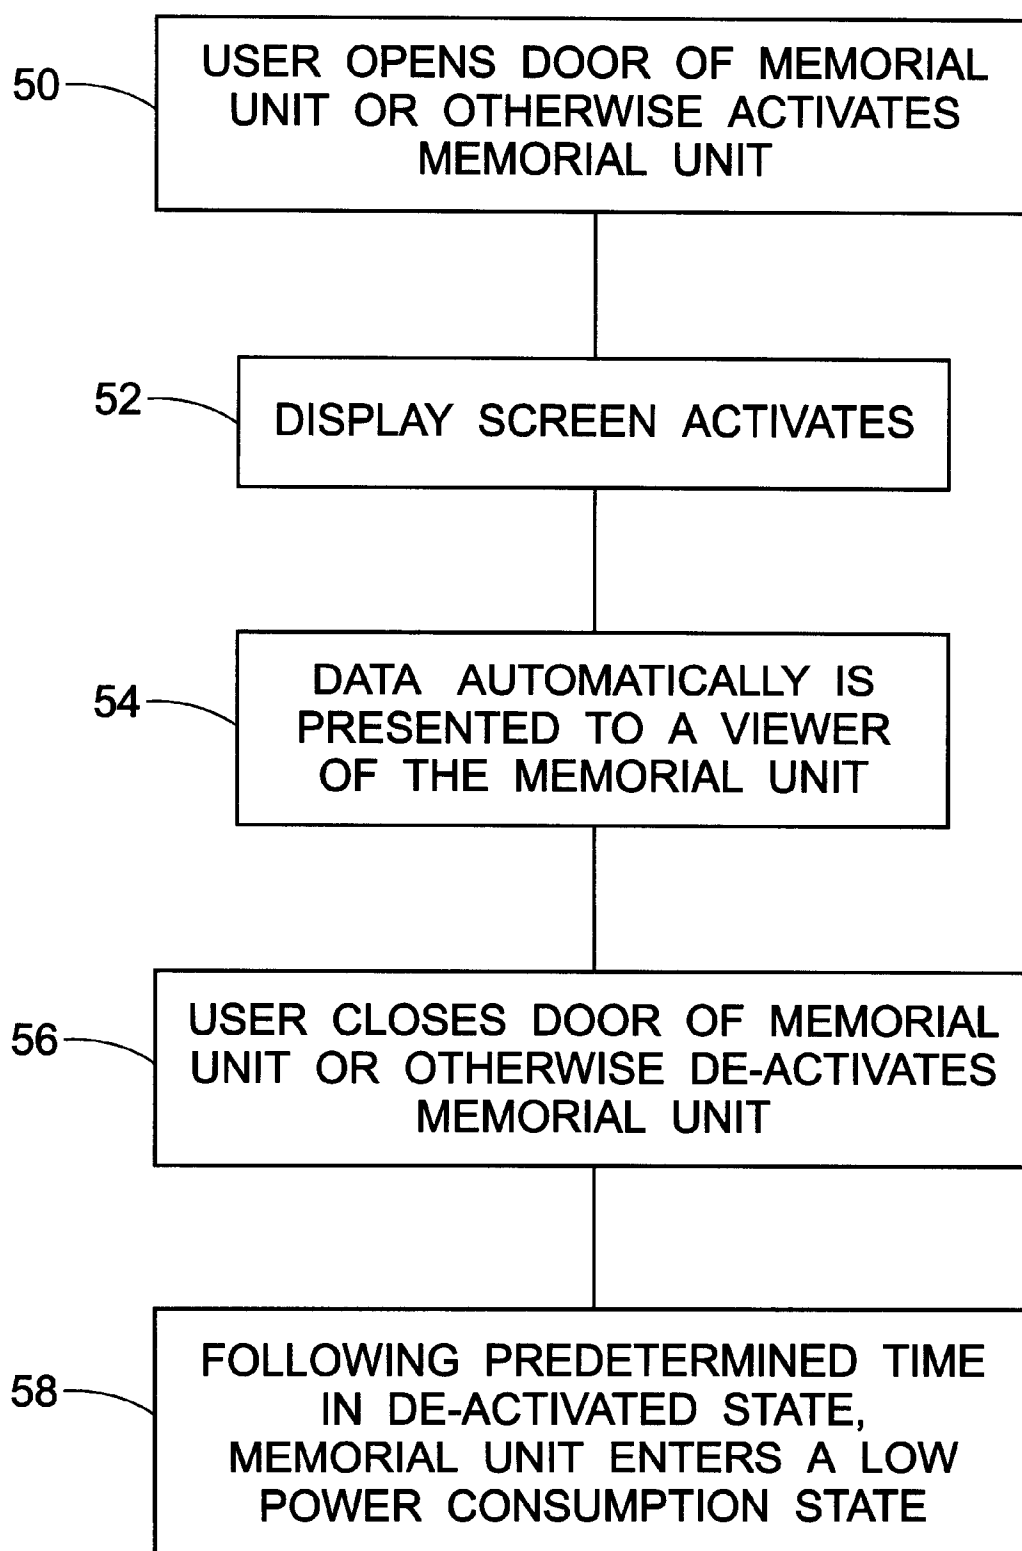 50
USER OPENS DOOR OF MEMORIAL
UNIT OR OTHERWISE ACTIVATES
MEMORIAL UNIT
52
DISPLAY SCREEN ACTIVATES
54
DATA AUTOMATICALLY IS
PRESENTED TO A VIEWER
OF THE MEMORIAL UNIT
56
USER CLOSES DOOR OF MEMORIAL
UNIT OR OTHERWISE DE-ACTIVATES
MEMORIAL UNIT
58
FOLLOWING PREDETERMINED TIME
IN DE-ACTIVATED STATE,
MEMORIAL UNIT ENTERS A LOW
POWER CONSUMPTION STATE